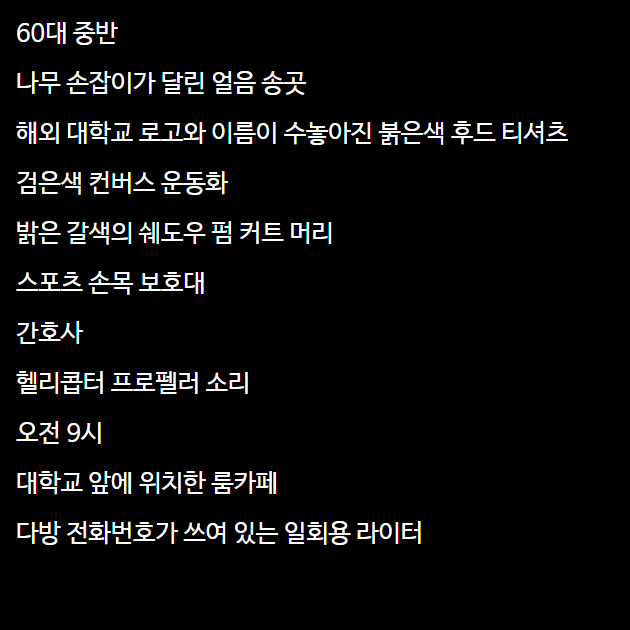 60대 중반
나무 손잡이가 달린 얼음 송곳
해외 대학교 로고와 이름이 수놓아진 붉은색 후드 티셔츠
검은색 컨버스 운동화
밝은 갈색의 쉐도우 펌 커트 머리
스포츠 손목 보호대
간호사
헬리콥터 프로펠러 소리
오전 9시
대학교 앞에 위치한 룸카페
다방 전화번호가 쓰여 있는 일회용 라이터